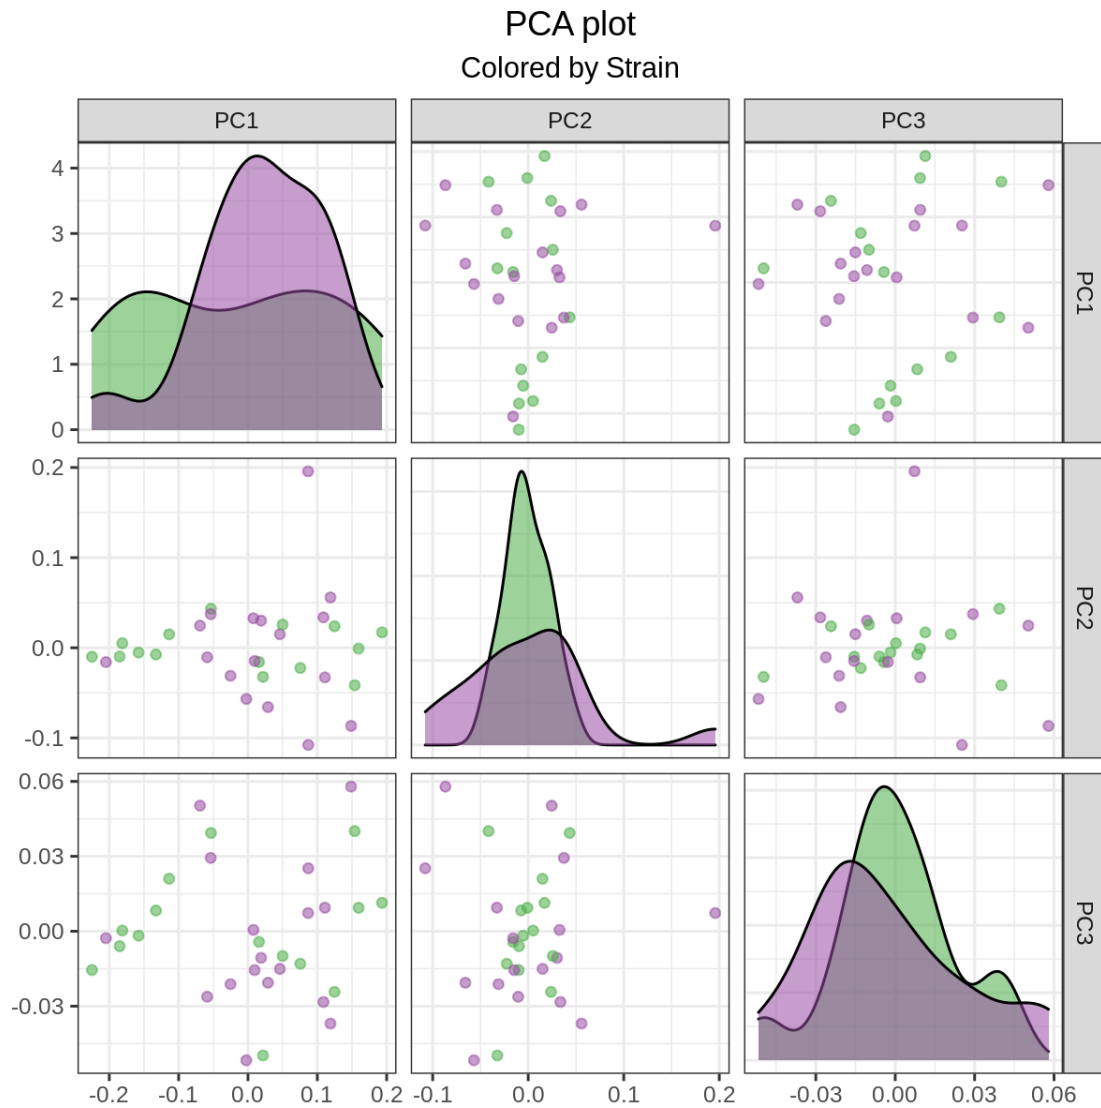 PCA plot
Colored by Strain
PC1
PC2
PC3
4
3
2
1
0
PC1
0.2
0.1
0.0
-0.1
PC2
0.06
0.03
0.00
-0.03
PC3
-0.2 -0.1 0.0 0.1 0.2
-0.1 0.0 0.1 0.2
-0.03 0.00 0.03 0.06